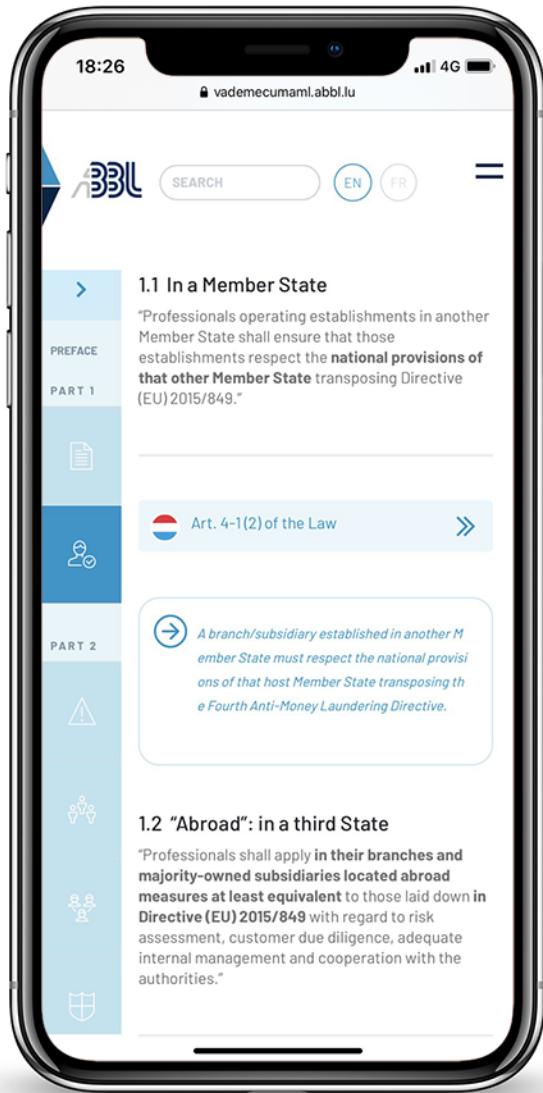 18:26
4G
vademecumaml.abbl.lu
ABBL
SEARCH
EN
FR
PREFACE
PART 1
PART 2
1.1 In a Member State
“Professionals operating establishments in another
Member State shall ensure that those
establishments respect the national provisions of
that other Member State transposing Directive
(EU) 2015/849.”
Art. 4-1 (2) of the Law
A branch/subsidiary established in another M
ember State must respect the national provisi
ons of that host Member State transposing th
e Fourth Anti-Money Laundering Directive.
1.2 “Abroad”: in a third State
“Professionals shall apply in their branches and
majority-owned subsidiaries located abroad
measures at least equivalent to those laid down in
Directive (EU) 2015/849 with regard to risk
assessment, customer due diligence, adequate
internal management and cooperation with the
authorities.”